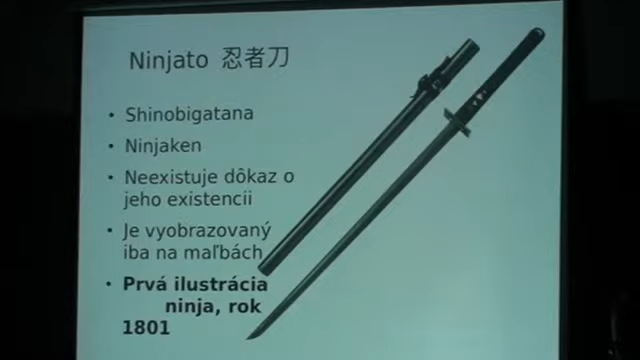 Ninjato 忍者刀
• Shinobigatana
• Ninjaken
• Neexistuje dôkaz o
jeho existencii
• Je vyobrazovaný
iba na maľbách
• Prvá ilustrácia
ninja, rok
1801